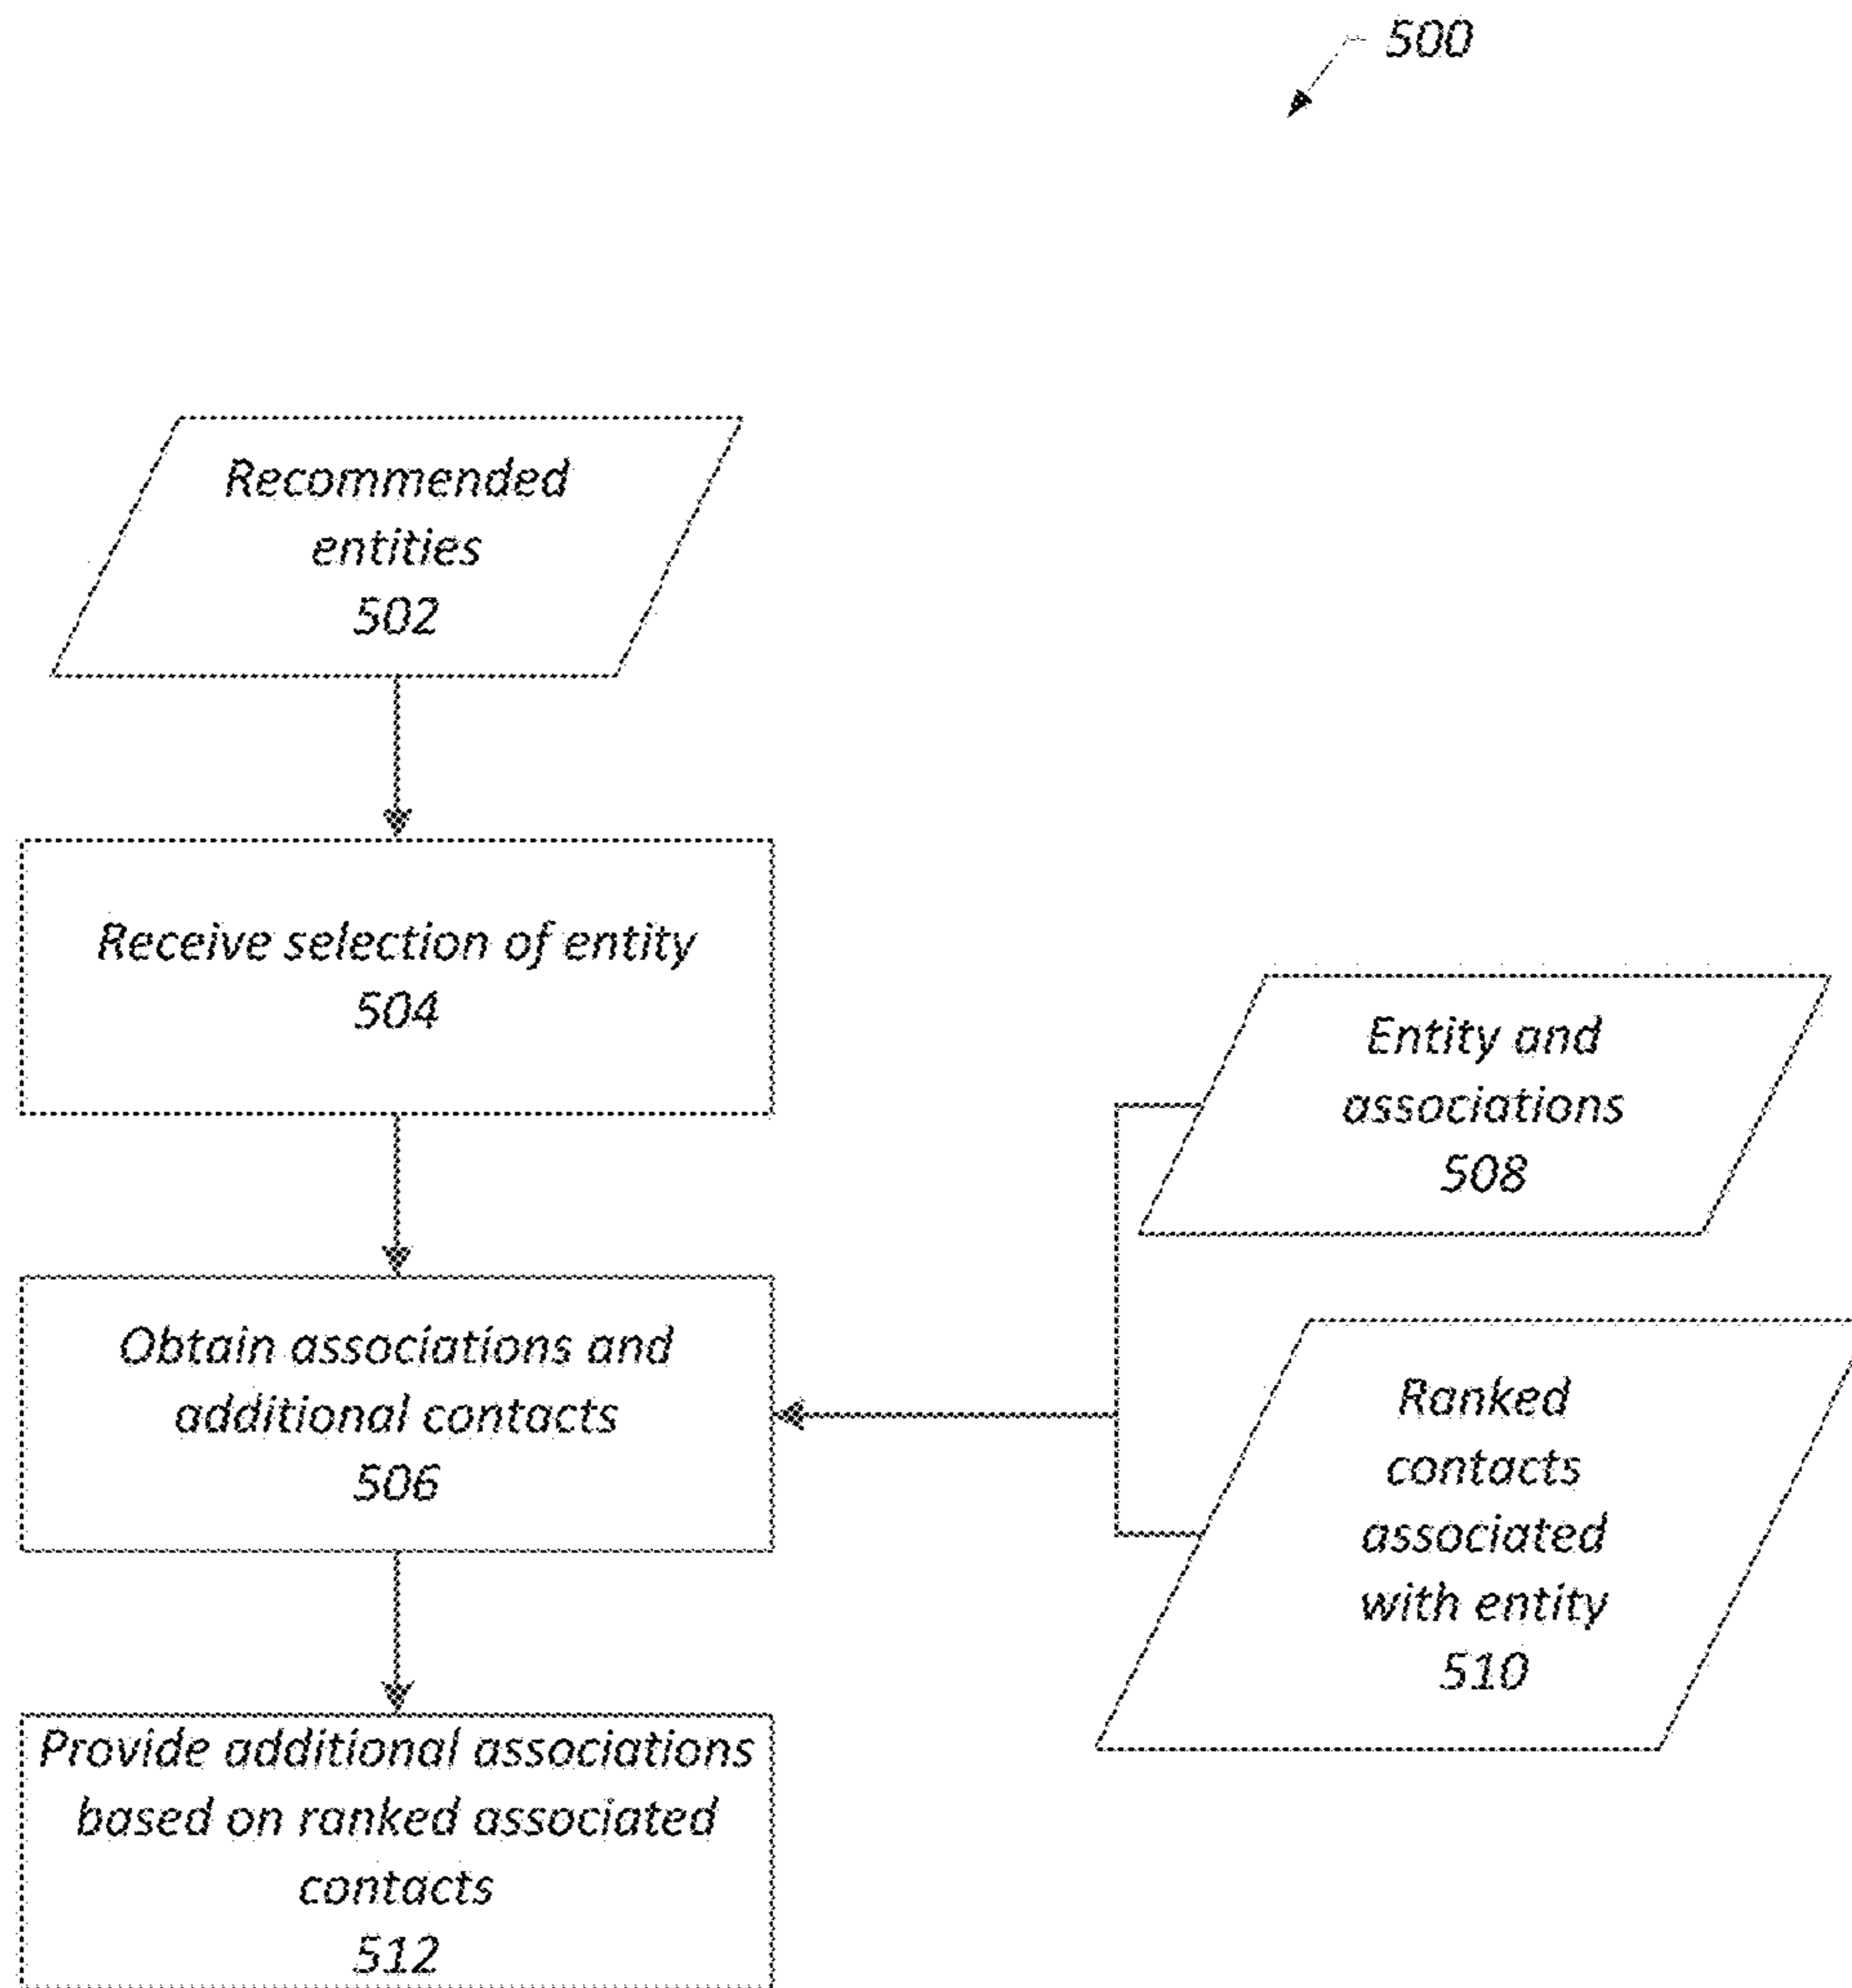 500
Recommended
entities
502
Receive selection of entity
504
Entity and
associations
508
Obtain associations and
additional contacts
506
Ranked
contacts
associated
with entity
510
Provide additional associations
based on ranked associated
contacts
512